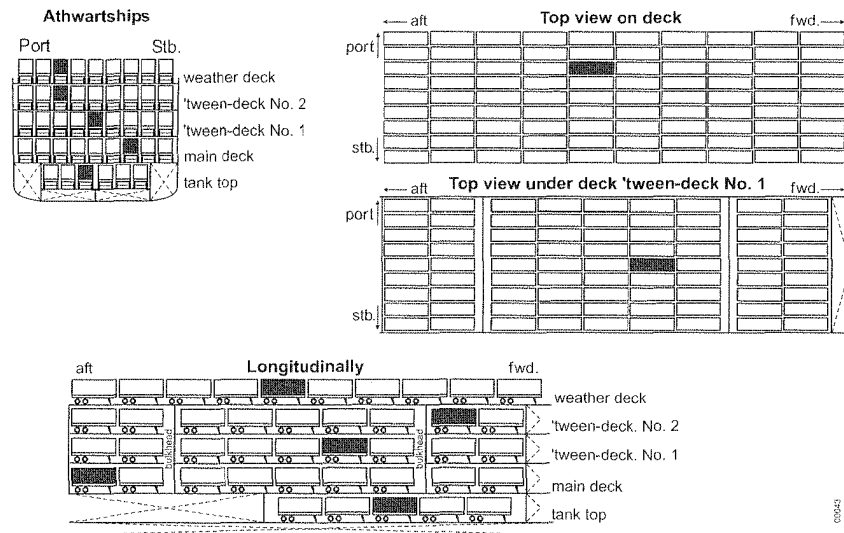 Athwartships
Port Stb.
weather deck
'tween-deck No. 2
'tween-deck No. 1
main deck
tank top
aft Top view on deck fwd.
port
stb.
aft Top view under deck 'tween-deck No. 1 fwd.
port
stb.
aft Longitudinally fwd.
weather deck
'tween-deck. No. 2
'tween-deck. No. 1
main deck
tank top
bulkhead
bulkhead
00043